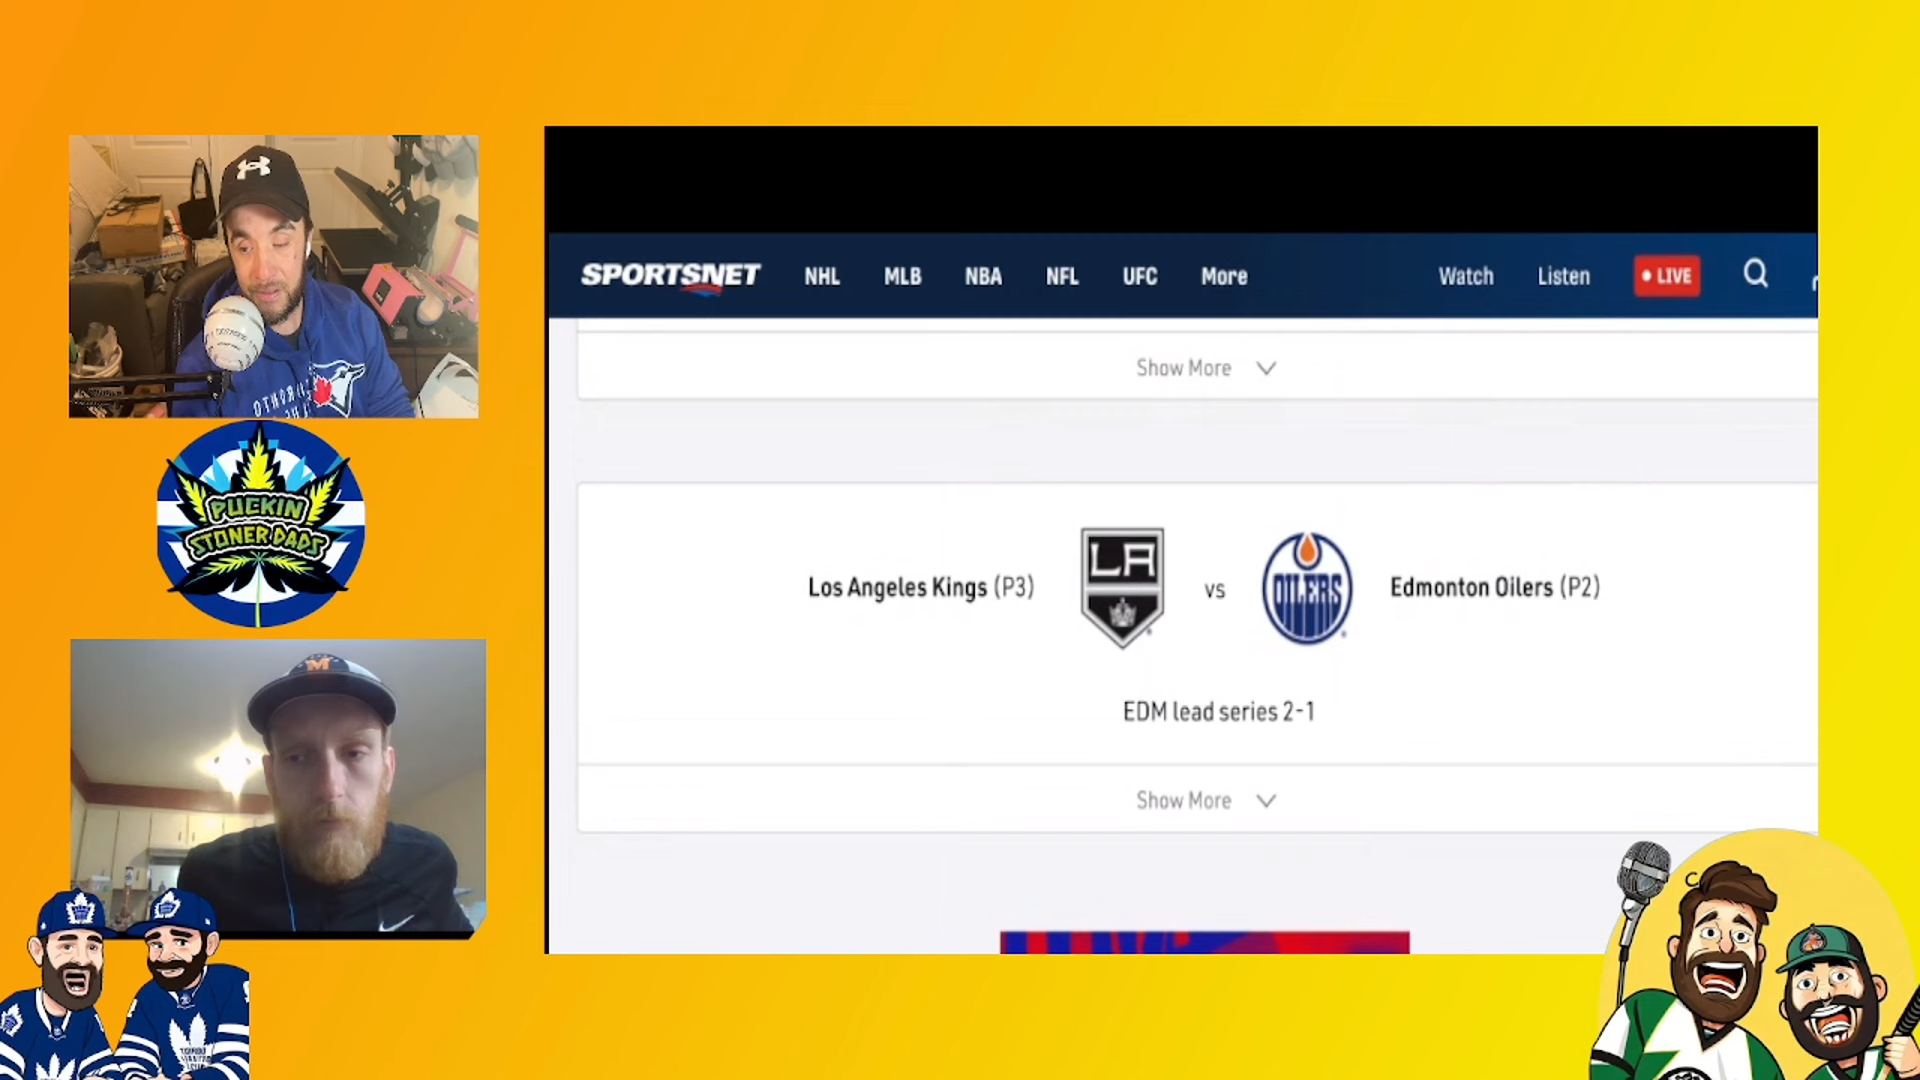 SPORTSNET NHL MLB NBA NFL UFC More Watch Listen LIVE
Show More
Los Angeles Kings (P3) LA vs OILERS Edmonton Oilers (P2)
EDM lead series 2-1
Show More
PUCKIN
STONER DADS
M